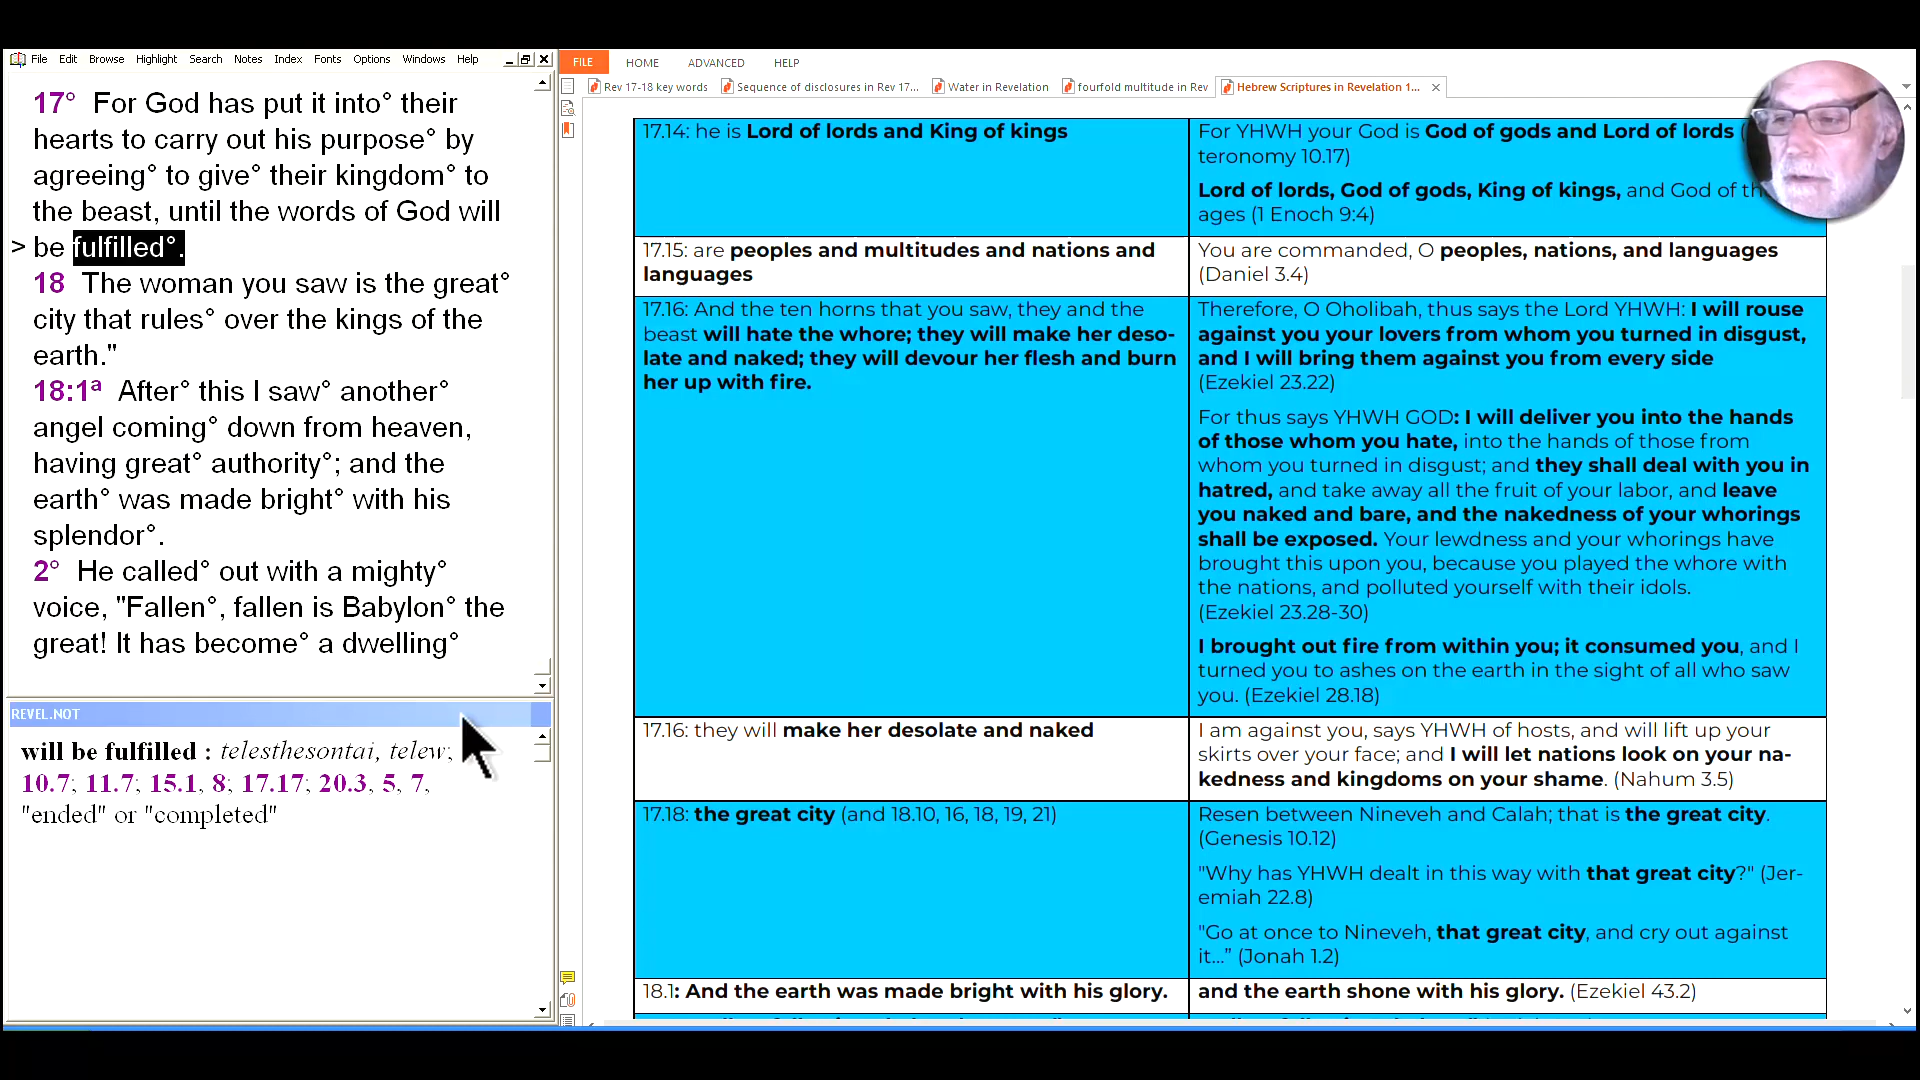 File Edit Browse Highlight Search Notes Index Fonts Options Windows Help
17° For God has put it into° their
hearts to carry out his purpose° by
agreeing° to give° their kingdom° to
the beast, until the words of God will
> be fulfilled°.
18 The woman you saw is the great°
city that rules° over the kings of the
earth."
18:1ª After° this I saw° another°
angel coming° down from heaven,
having great° authority°; and the
earth° was made bright° with his
splendor°.
2° He called° out with a mighty°
voice, "Fallen°, fallen is Babylon° the
great! It has become° a dwelling°
REVEL.NOT
will be fulfilled : telesthesontai, telew;
10.7; 11.7; 15.1, 8; 17.17; 20.3, 5, 7,
"ended" or "completed"
FILE HOME ADVANCED HELP
Rev 17-18 key words Sequence of disclosures in Rev 17... Water in Revelation fourfold multitude in Rev Hebrew Scriptures in Revelation 1...
17.14: he is Lord of lords and King of kings
For YHWH your God is God of gods and Lord of lords
teronomy 10.17)
Lord of lords, God of gods, King of kings, and God of
ages (1 Enoch 9:4)
17.15: are peoples and multitudes and nations and
languages
You are commanded, O peoples, nations, and languages
(Daniel 3.4)
17.16: And the ten horns that you saw, they and the
beast will hate the whore; they will make her deso-
late and naked; they will devour her flesh and burn
her up with fire.
Therefore, O Oholibah, thus says the Lord YHWH: I will rouse
against you your lovers from whom you turned in disgust,
and I will bring them against you from every side
(Ezekiel 23.22)
For thus says YHWH GOD: I will deliver you into the hands
of those whom you hate, into the hands of those from
whom you turned in disgust; and they shall deal with you in
hatred, and take away all the fruit of your labor, and leave
you naked and bare, and the nakedness of your whorings
shall be exposed. Your lewdness and your whorings have
brought this upon you, because you played the whore with
the nations, and polluted yourself with their idols.
(Ezekiel 23.28-30)
I brought out fire from within you; it consumed you, and I
turned you to ashes on the earth in the sight of all who saw
you. (Ezekiel 28.18)
17.16: they will make her desolate and naked
I am against you, says YHWH of hosts, and will lift up your
skirts over your face; and I will let nations look on your na-
kedness and kingdoms on your shame. (Nahum 3.5)
17.18: the great city (and 18.10, 16, 18, 19, 21)
Resen between Nineveh and Calah; that is the great city.
(Genesis 10.12)
"Why has YHWH dealt in this way with that great city?" (Jer-
emiah 22.8)
"Go at once to Nineveh, that great city, and cry out against
it..." (Jonah 1.2)
18.1: And the earth was made bright with his glory.
and the earth shone with his glory. (Ezekiel 43.2)